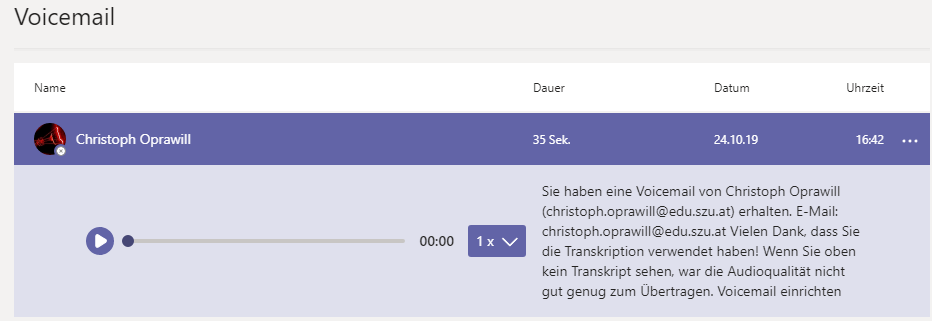 Voicemail
Name Dauer Datum Uhrzeit
Christoph Oprawill 35 Sek. 24.10.19 16:42 ...
00:00 1 x
Sie haben eine Voicemail von Christoph Oprawill
(christoph.oprawill@edu.szu.at) erhalten. E-Mail:
christoph.oprawill@edu.szu.at Vielen Dank, dass Sie
die Transkription verwendet haben! Wenn Sie oben
kein Transkript sehen, war die Audioqualität nicht
gut genug zum Übertragen. Voicemail einrichten